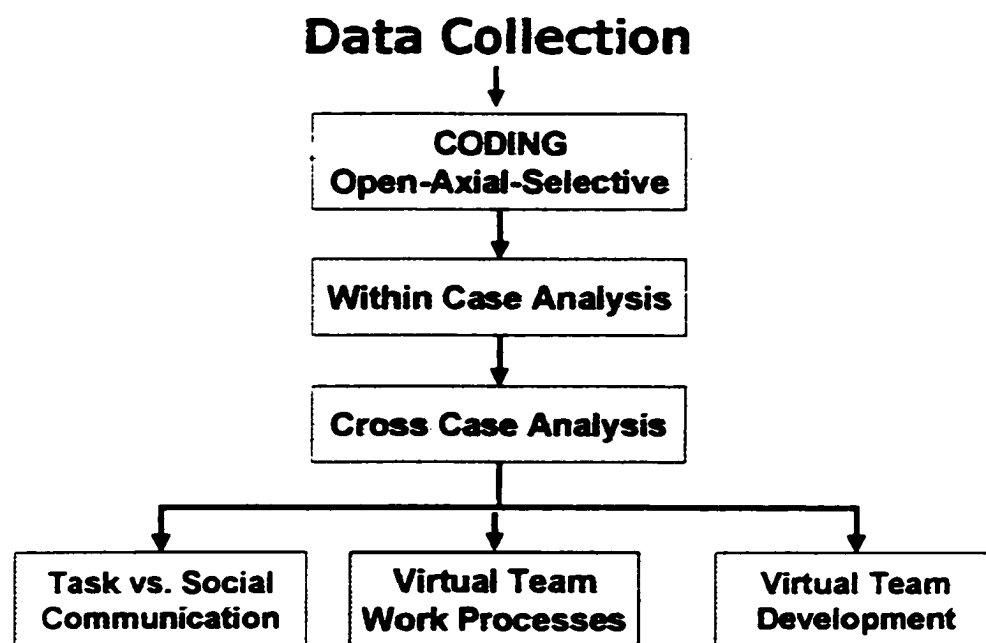 Data Collection
CODING
Open-Axial-Selective
Within Case Analysis
Cross Case Analysis
Task vs. Social
Communication
Virtual Team
Work Processes
Virtual Team
Development